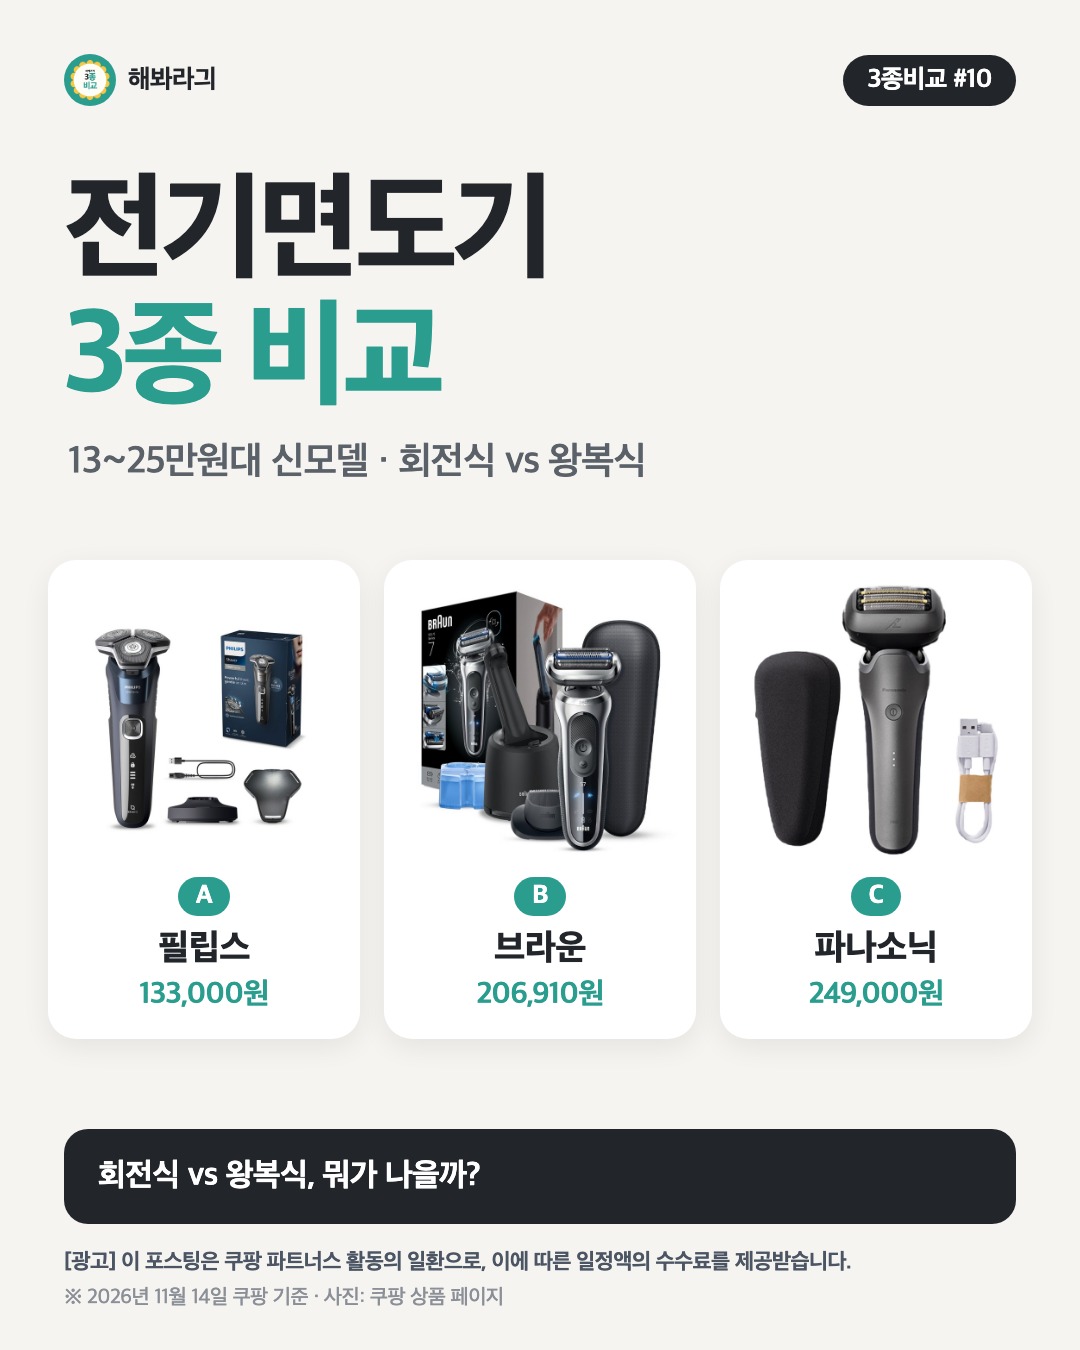 3종
비교
해봐라긔
3종비교 #10
전기면도기
3종 비교
13~25만원대 신모델 · 회전식 vs 왕복식
PHILIPS
BRAUN
7
A
B
C
필립스
브라운
파나소닉
133,000원
206,910원
249,000원
회전식 vs 왕복식, 뭐가 나을까?
[광고] 이 포스팅은 쿠팡 파트너스 활동의 일환으로, 이에 따른 일정액의 수수료를 제공받습니다.
※ 2026년 11월 14일 쿠팡 기준 · 사진: 쿠팡 상품 페이지